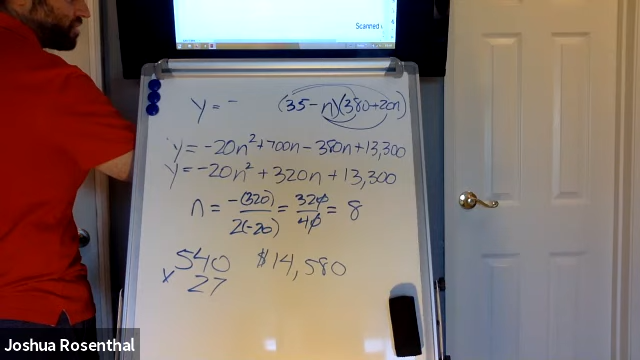 Scanned
y = - (35-n)(380+20n)
y = -20n² + 700n - 380n + 13,300
y = -20n² + 320n + 13,300
n = -(320)/2(-20) = 320/40 = 8
540 $14,580
x 27
Joshua Rosenthal